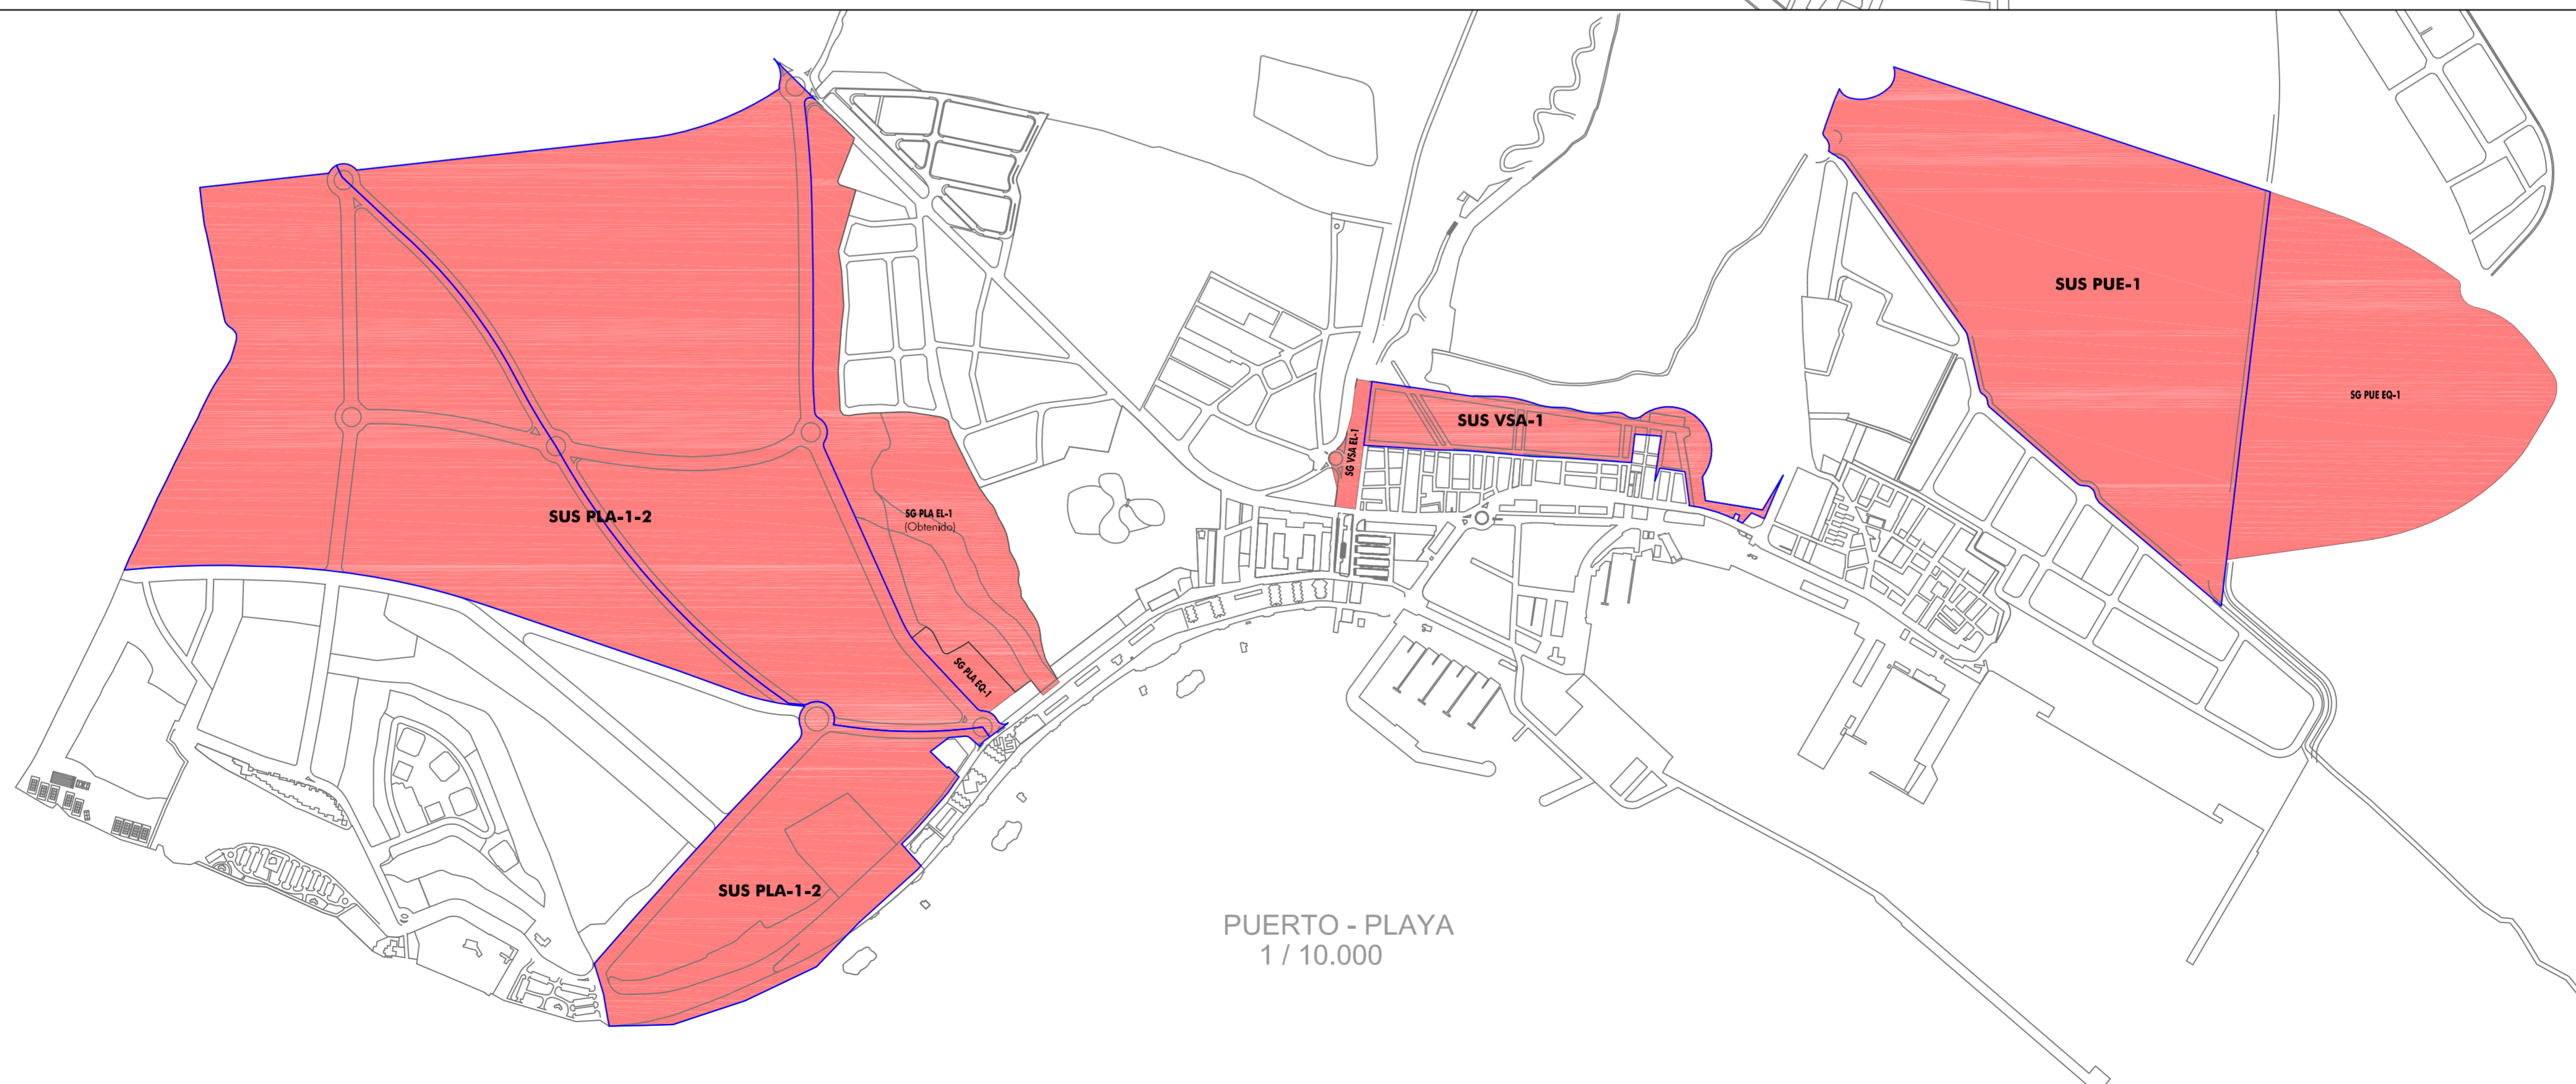 SUS PUE-1
SG PUE EQ-1
SUS VSA-1
SG VSA EL-1
SUS PLA-1-2
SG PLA EL-1
(Obtenido)
SG PLA EQ-1
SUS PLA-1-2
PUERTO - PLAYA
1 / 10.000